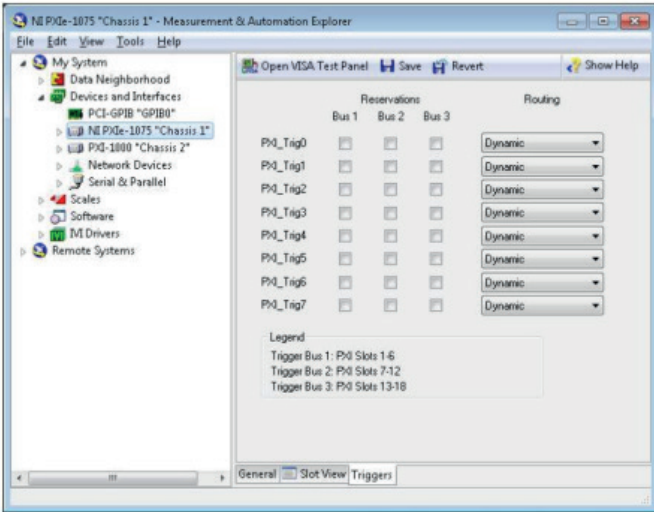 NI PXIe-1075 "Chassis 1" - Measurement & Automation Explorer
File Edit View Tools Help
My System
Data Neighborhood
Devices and Interfaces
PCI-GPIB "GPIB0"
NI PXIe-1075 "Chassis 1"
PXI-1000 "Chassis 2"
Network Devices
Serial & Parallel
Scales
Software
IVI Drivers
Remote Systems
Open VISA Test Panel Save Revert Show Help
Reservations Routing
Bus 1 Bus 2 Bus 3
PXI_Trig0 Dynamic
PXI_Trig1 Dynamic
PXI_Trig2 Dynamic
PXI_Trig3 Dynamic
PXI_Trig4 Dynamic
PXI_Trig5 Dynamic
PXI_Trig6 Dynamic
PXI_Trig7 Dynamic
Legend
Trigger Bus 1: PXI Slots 1-6
Trigger Bus 2: PXI Slots 7-12
Trigger Bus 3: PXI Slots 13-18
General Slot View Triggers